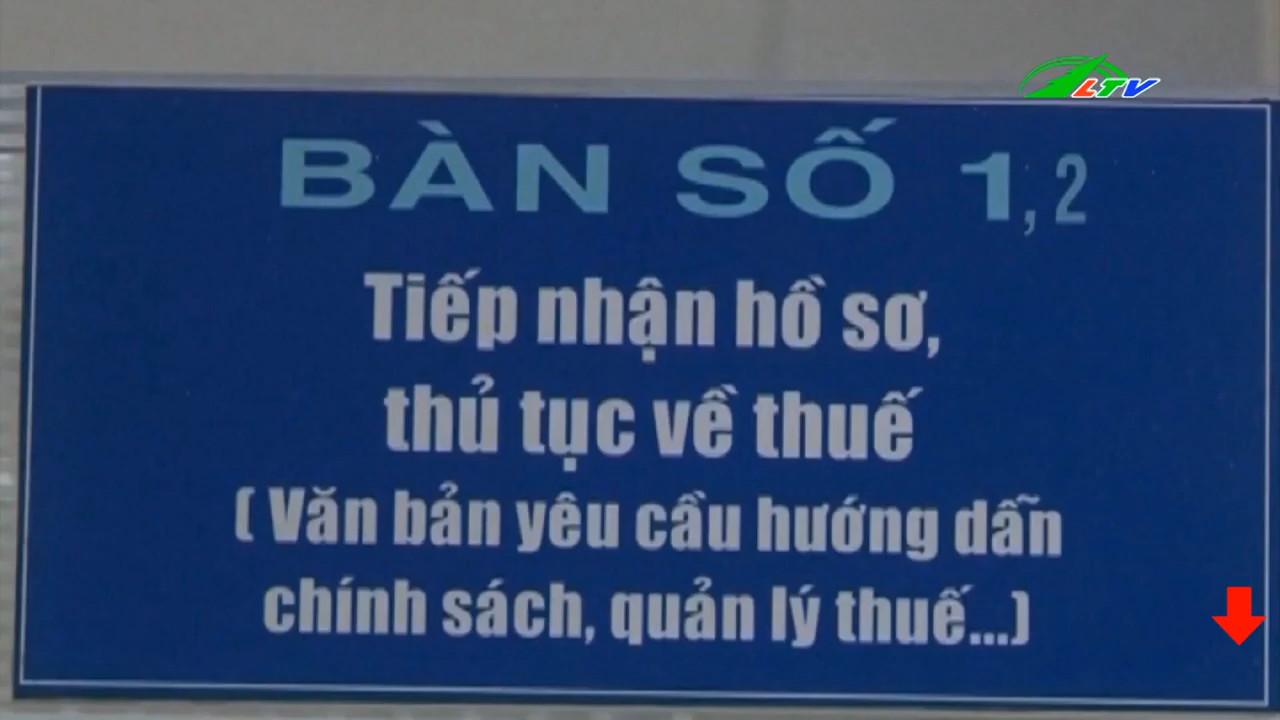 LTV
BÀN SỐ 1, 2
Tiếp nhận hồ sơ,
thủ tục về thuế
( Văn bản yêu cầu hướng dẫn
chính sách, quản lý thuế...)